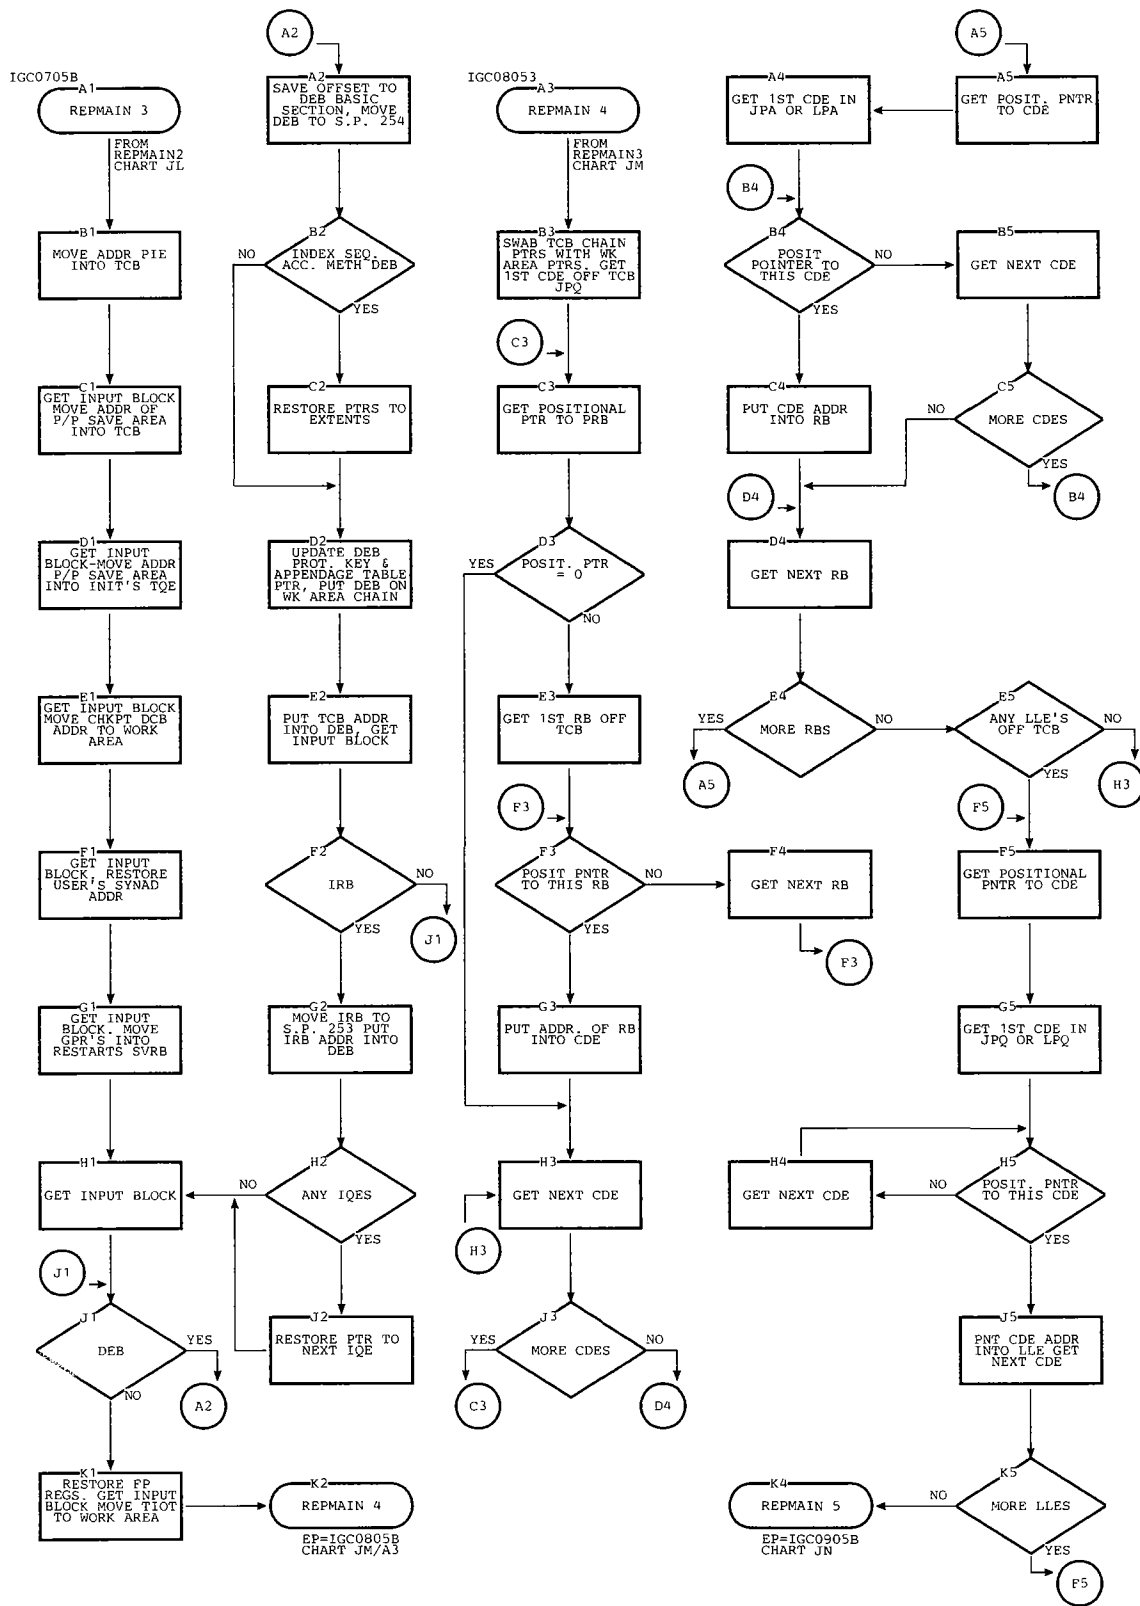 IGC0705B
A1
REPMAIN 3
FROM
REPMAIN2
CHART JL
B1
MOVE ADDR PIE
INTO TCB
C1
GET INPUT BLOCK
MOVE ADDR OF
P/P SAVE AREA
INTO TCB
D1
GET INPUT
BLOCK-MOVE ADDR
P/P SAVE AREA
INTO INIT'S TQE
E1
GET INPUT BLOCK
MOVE CHKPT DCB
ADDR TO WORK
AREA
F1
GET INPUT
BLOCK, RESTORE
USER'S SYNAD
ADDR
G1
GET INPUT
BLOCK. MOVE
GPR'S INTO
RESTARTS SVRB
H1
GET INPUT BLOCK
J1
J1
DEB
YES
A2
NO
K1
RESTORE FP
REGS. GET INPUT
BLOCK MOVE TIOT
TO WORK AREA
A2
A2
SAVE OFFSET TO
DEB BASIC
SECTION, MOVE
DEB TO S.P. 254
B2
NO
INDEX SEQ.
ACC. METH DEB
YES
C2
RESTORE PTRS TO
EXTENTS
D2
UPDATE DEB
PROT. KEY &
APPENDAGE TABLE
PTR, PUT DEB ON
WK AREA CHAIN
E2
PUT TCB ADDR
INTO DEB, GET
INPUT BLOCK
F2
IRB
NO
J1
YES
G2
MOVE IRB TO
S.P. 253 PUT
IRB ADDR INTO
DEB
H2
NO
ANY IQES
YES
J2
RESTORE PTR TO
NEXT IQE
K2
REPMAIN 4
EP=IGC0805B
CHART JM/A3
IGC08053
A3
REPMAIN 4
FROM
REPMAIN3
CHART JM
B3
SWAB TCB CHAIN
PTRS WITH WK
AREA PTRS. GET
1ST CDE OFF TCB
JPQ
C3
C3
GET POSITIONAL
PTR TO PRB
D3
YES
POSIT. PTR
= 0
NO
E3
GET 1ST RB OFF
TCB
F3
F3
POSIT PNTR
TO THIS RB
NO
YES
G3
PUT ADDR. OF RB
INTO CDE
H3
GET NEXT CDE
H3
J3
YES
MORE CDES
NO
C3
D4
A4
GET 1ST CDE IN
JPA OR LPA
B4
B4
POSIT
POINTER TO
THIS CDE
NO
YES
C4
PUT CDE ADDR
INTO RB
D4
D4
GET NEXT RB
E4
YES
MORE RBS
NO
A5
F4
GET NEXT RB
F3
H4
GET NEXT CDE
K4
REPMAIN 5
EP=IGC0905B
CHART JN
A5
A5
GET POSIT. PNTR
TO CDE
B5
GET NEXT CDE
C5
NO
MORE CDES
YES
B4
E5
ANY LLE'S
OFF TCB
NO
H3
YES
F5
F5
GET POSITIONAL
PNTR TO CDE
G5
GET 1ST CDE IN
JPQ OR LPQ
H5
NO
POSIT. PNTR
TO THIS CDE
YES
J5
PNT CDE ADDR
INTO LLE GET
NEXT CDE
K5
NO
MORE LLES
YES
F5